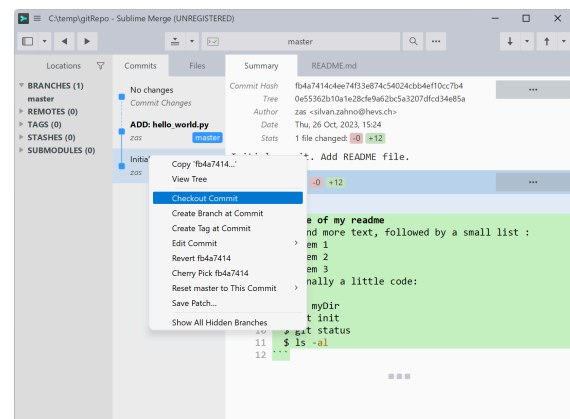 C:\temp\gitRepo - Sublime Merge (UNREGISTERED)
master
Locations
Commits Files
Summary README.md
BRANCHES (1)
master
REMOTES (0)
TAGS (0)
STASHES (0)
SUBMODULES (0)
No changes
Commit Changes
ADD: hello_world.py
zas master
Initial
zas
Commit Hash fb4a7414c4ee74f33e874c54024cbb4ef10cc7b4
Tree 0e55362b10a1e28cfe9a62bc5a3207dfcd34e85a
Author zas <silvan.zahno@hevs.ch>
Date Thu, 26 Oct, 2023, 15:24
Stats 1 file changed: -0 +12
it. Add README file.
-0 +12
Copy 'fb4a7414...'
View Tree
Checkout Commit
Create Branch at Commit
Create Tag at Commit
Edit Commit
Revert fb4a7414
Cherry Pick fb4a7414
Reset master to This Commit
Save Patch...
Show All Hidden Branches
e of my readme
nd more text, followed by a small list :
em 1
em 2
em 3
nally a little code:
myDir
t init
10 $ git status
11 $ ls -al
12 ```